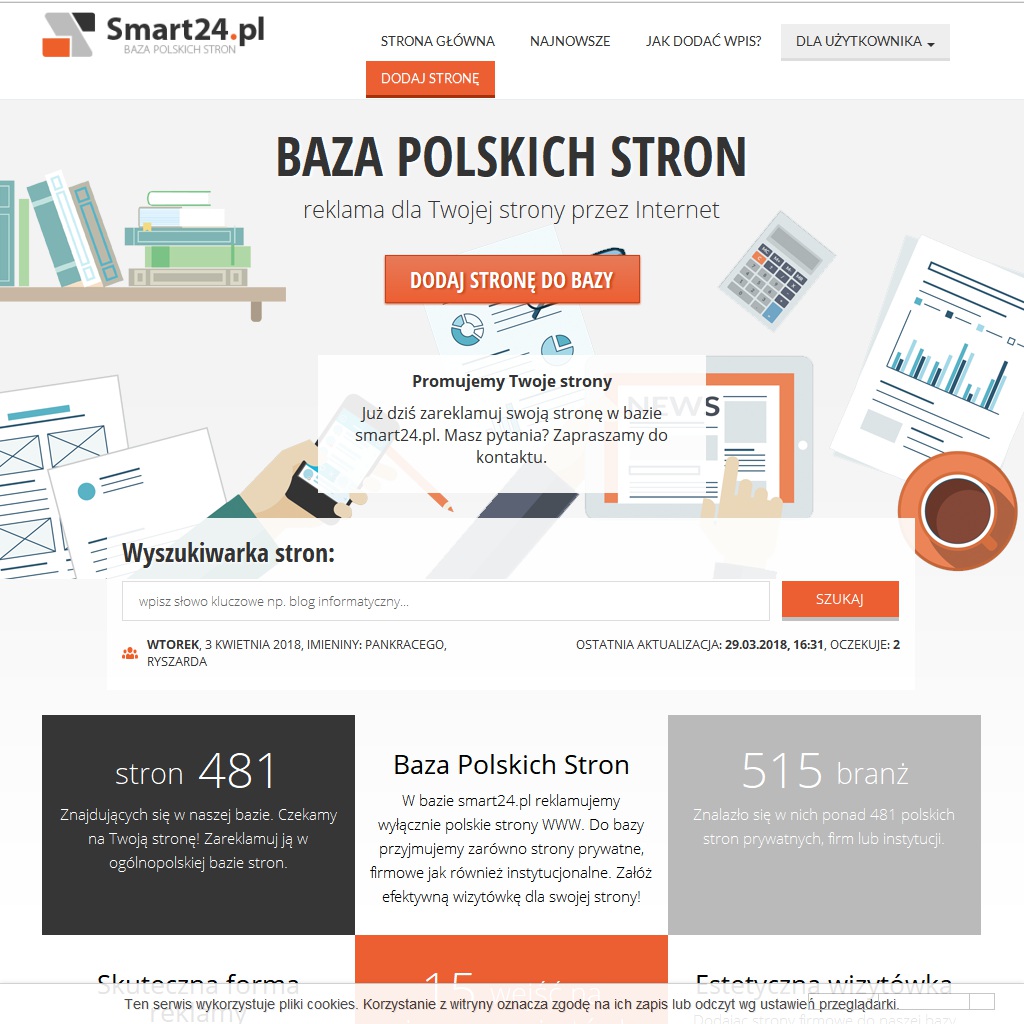 Smart24.pl
BAZA POLSKICH STRON
STRONA GŁÓWNA
NAJNOWSZE
JAK DODAĆ WPIS?
DLA UŻYTKOWNIKA
DODAJ STRONĘ
BAZA POLSKICH STRON
reklama dla Twojej strony przez Internet
DODAJ STRONĘ DO BAZY
Promujemy Twoje strony
Już dziś zareklamuj swoją stronę w bazie
smart24.pl. Masz pytania? Zapraszamy do
kontaktu.
NEWS
Wyszukiwarka stron:
wpisz słowo kluczowe np. blog informatyczny...
SZUKAJ
WTOREK, 3 KWIETNIA 2018, IMIENINY: PANKRACEGO,
RYSZARDA
OSTATNIA AKTUALIZACJA: 29.03.2018, 16:31, OCZEKUJE: 2
stron 481
Znajdujących się w naszej bazie. Czekamy
na Twoją stronę! Zareklamuj ją w
ogólnopolskiej bazie stron.
Baza Polskich Stron
W bazie smart24.pl reklamujemy
wyłącznie polskie strony WWW. Do bazy
przyjmujemy zarówno strony prywatne,
firmowe jak również instytucjonalne. Załóż
efektywną wizytówkę dla swojej strony!
515 branż
Znalazło się w nich ponad 481 polskich
stron prywatnych, firm lub instytucji.
Skuteczna forma
reklamy
15 wejść na
Estetyczna wizytówka
Dodając strony firmowe do naszej bazy
Ten serwis wykorzystuje pliki cookies. Korzystanie z witryny oznacza zgodę na ich zapis lub odczyt wg ustawień przeglądarki.